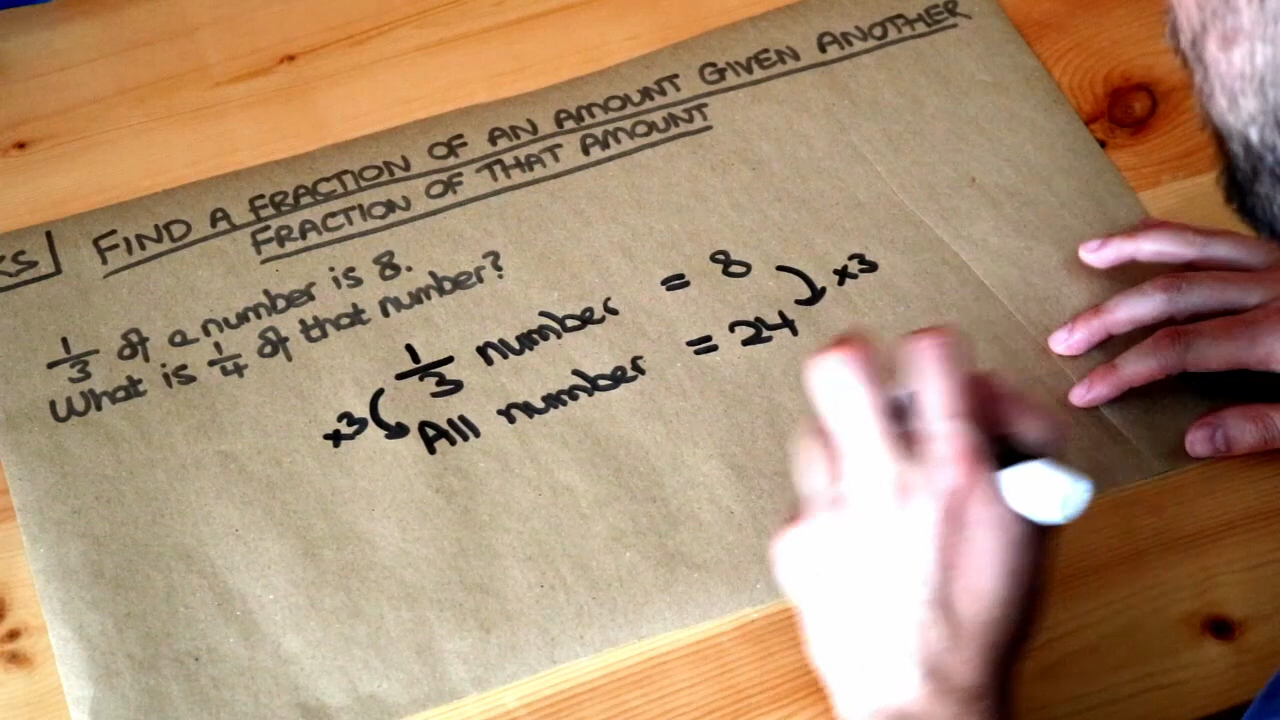 FIND A FRACTION OF AN AMOUNT GIVEN ANOTHER
FRACTION OF THAT AMOUNT
1/3 of a number is 8.
What is 1/4 of that number?
1/3 number = 8
x3
x3
All number = 24